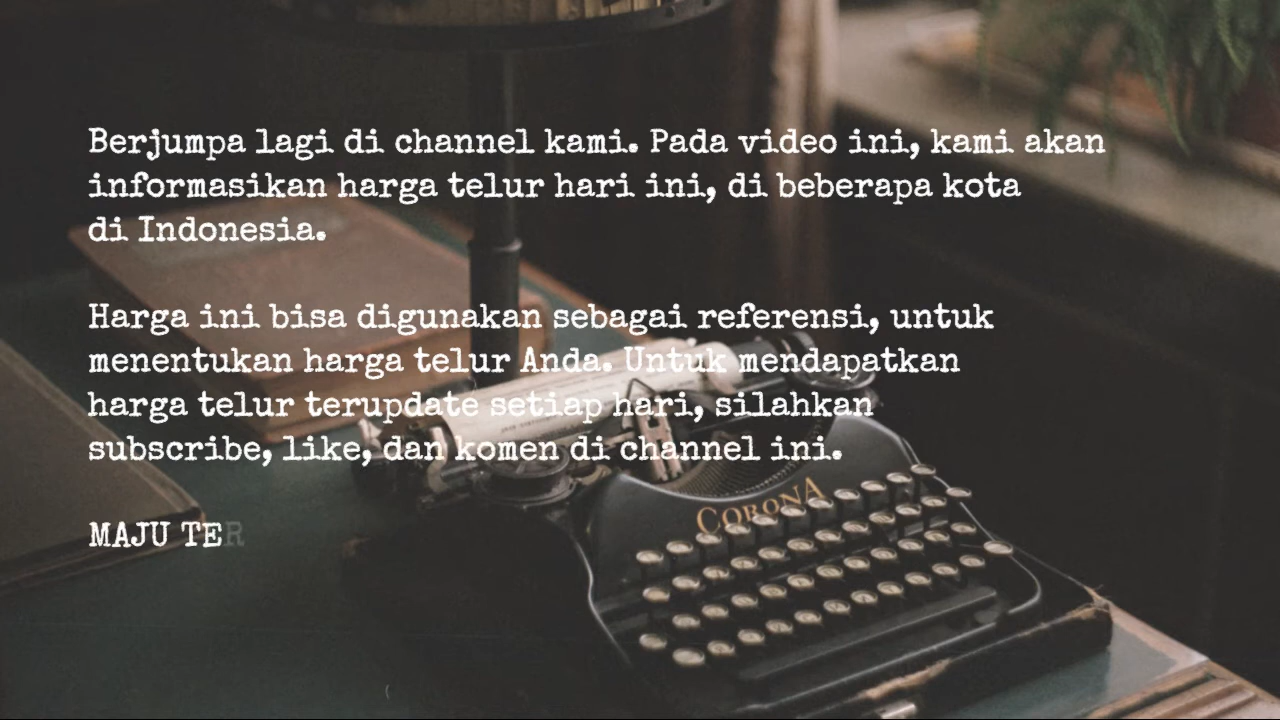 Berjumpa lagi di channel kami. Pada video ini, kami akan
informasikan harga telur hari ini, di beberapa kota
di Indonesia.
Harga ini bisa digunakan sebagai referensi, untuk
menentukan harga telur Anda. Untuk mendapatkan
harga telur terupdate setiap hari, silahkan
subscribe, like, dan komen di channel ini.
MAJU TER
CORONA